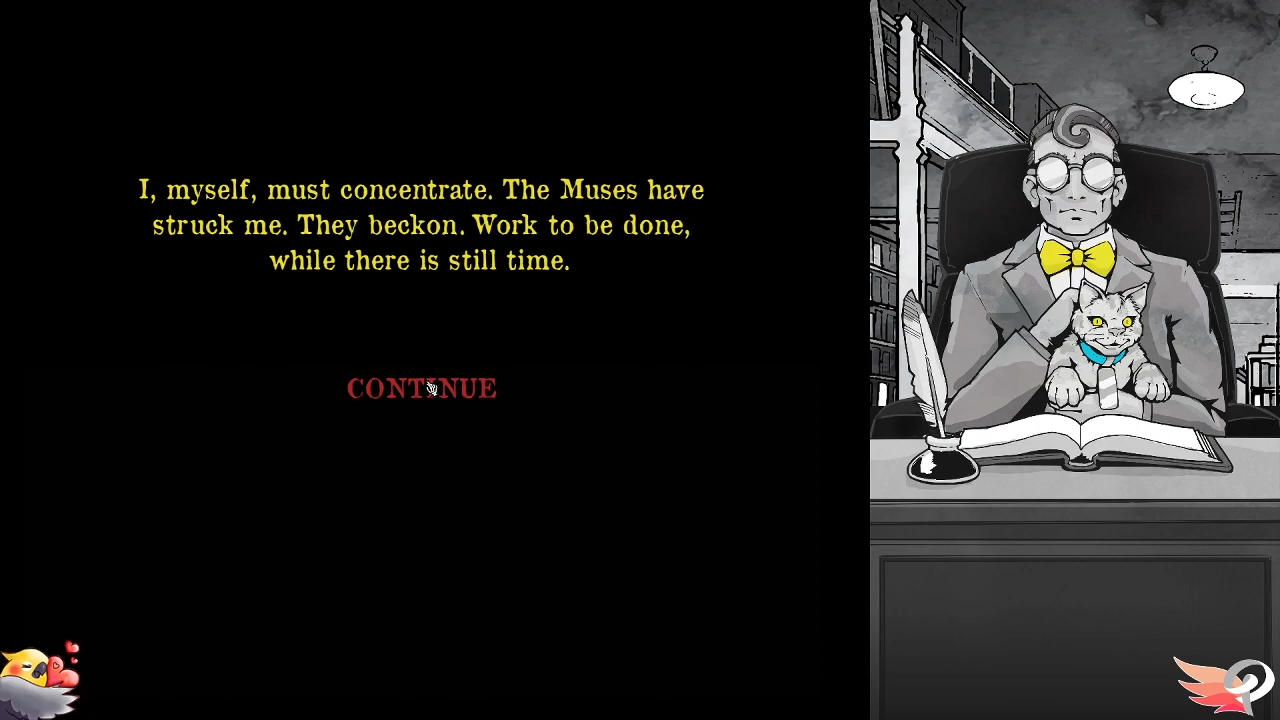 I, myself, must concentrate. The Muses have
struck me. They beckon. Work to be done,
while there is still time.
CONTINUE